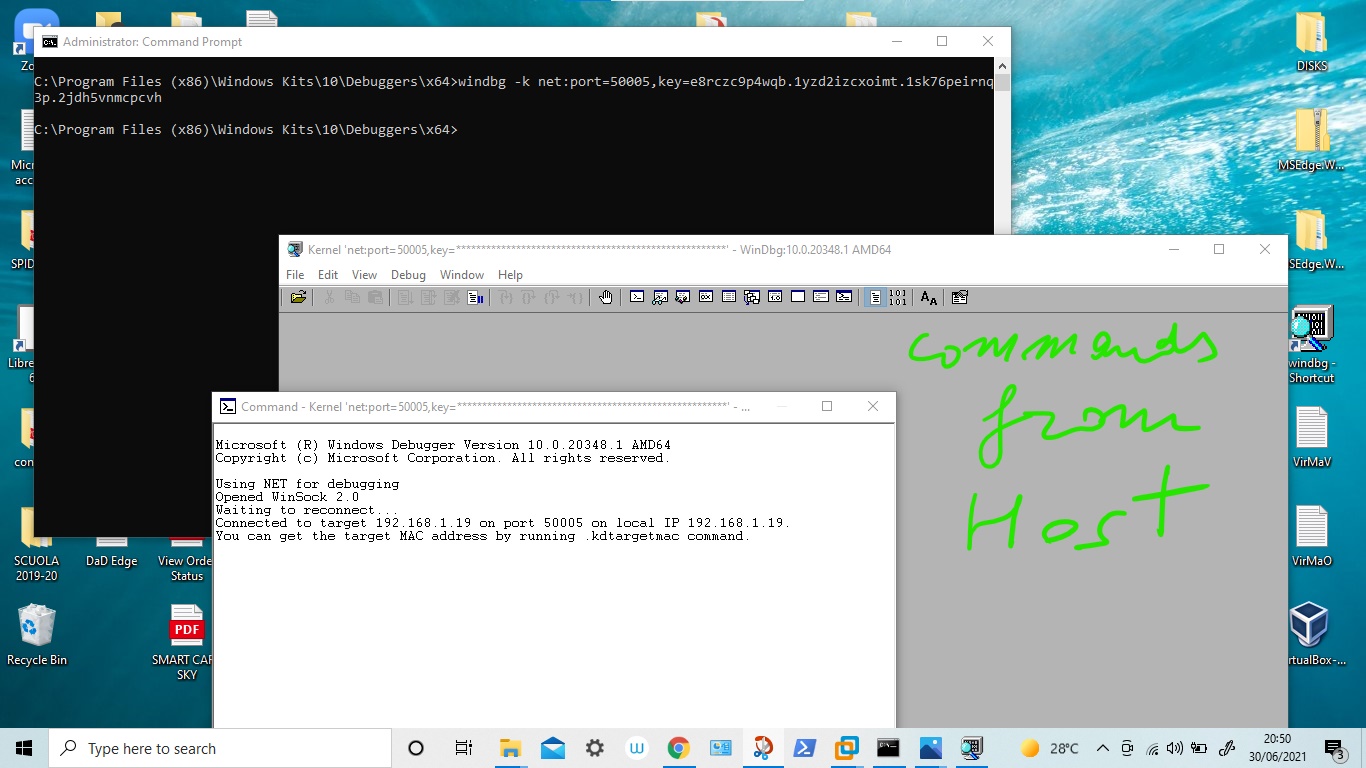 Administrator: Command Prompt
C:\Program Files (x86)\Windows Kits\10\Debuggers\x64>windbg -k net:port=50005,key=e8rczc9p4wqb.1yzd2izcxoimt.1sk76peirnq
3p.2jdh5vnmcpcvh
C:\Program Files (x86)\Windows Kits\10\Debuggers\x64>
Kernel 'net:port=50005,key=*****************************************************' - WinDbg:10.0.20348.1 AMD64
File Edit View Debug Window Help
Commands
from
Host
Command - Kernel 'net:port=50005,key=*****************************************************' - ...
Microsoft (R) Windows Debugger Version 10.0.20348.1 AMD64
Copyright (c) Microsoft Corporation. All rights reserved.
Using NET for debugging
Opened WinSock 2.0
Waiting to reconnect...
Connected to target 192.168.1.19 on port 50005 on local IP 192.168.1.19.
You can get the target MAC address by running .kdtargetmac command.
Zo
Micr
acc
SPID
Libre
6
con
SCUOLA
2019-20
DaD Edge
View Orde
Status
Recycle Bin
PDF
SMART CAR
SKY
DISKS
MSEdge.W...
SEdge.W...
windbg -
Shortcut
VirMaV
VirMaO
rtualBox-...
Type here to search
28°C
20:50
30/06/2021
3